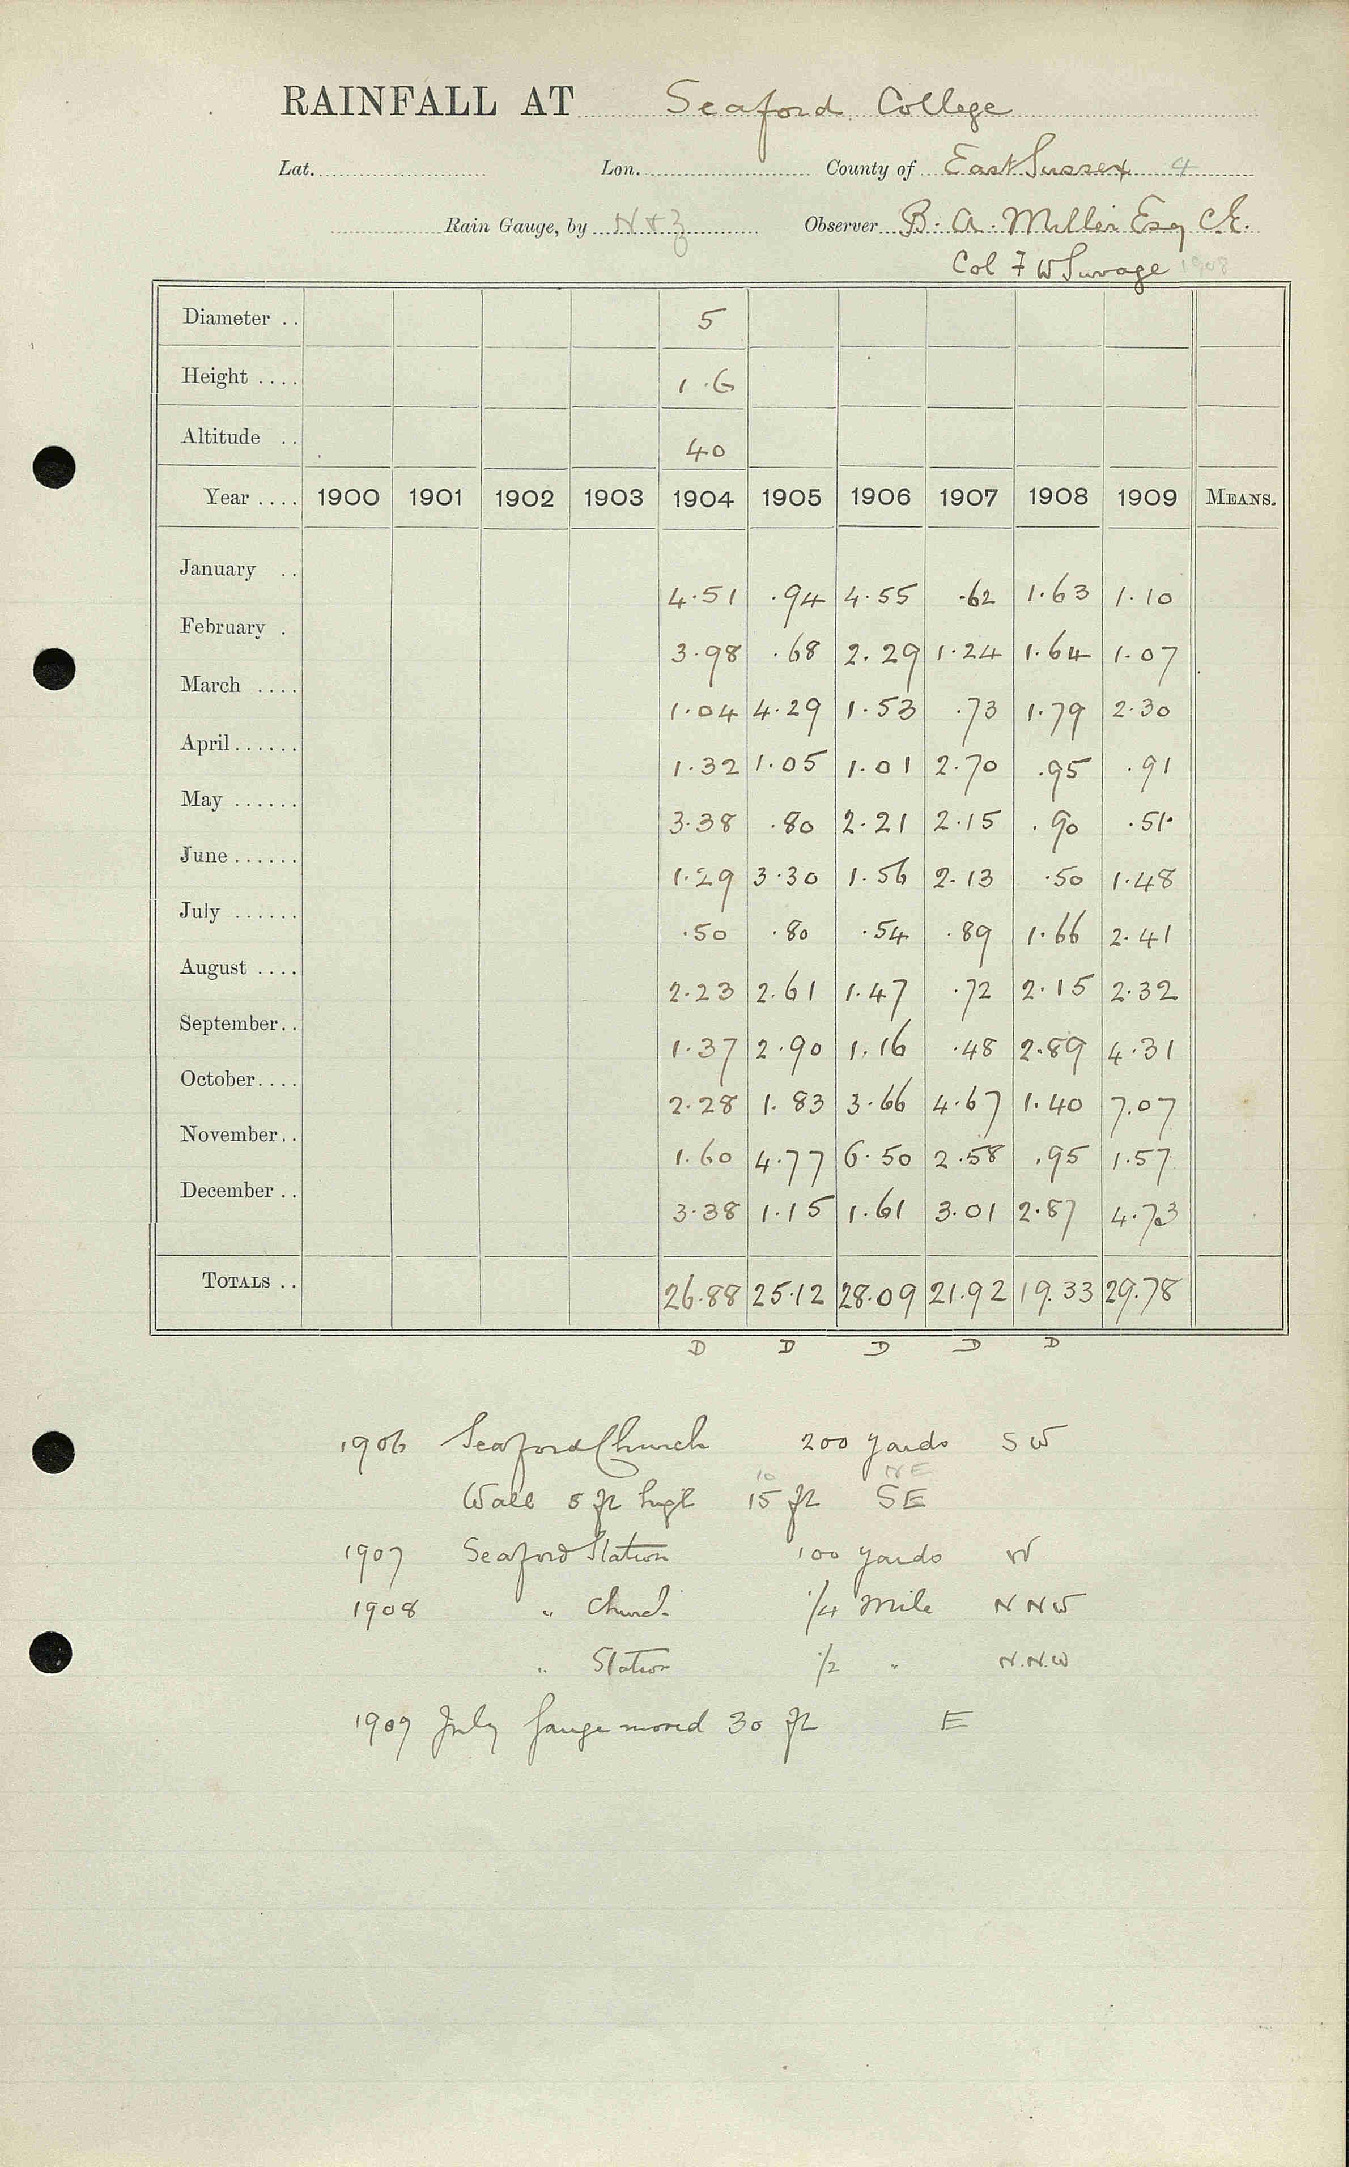 RAINFALL AT Seaford College
Lat. Lon. County of East Sussex 4
Rain Gauge, by N & Z Observer B. A. Miller Esq C.E.
Col F W Savage 1908
Diameter .. 5
Height .... 1.6
Altitude .. 40
Year .... 1900 1901 1902 1903 1904 1905 1906 1907 1908 1909 MEANS.
January .. 4.51 .94 4.55 .62 1.63 1.10
February . 3.98 .68 2.29 1.24 1.64 1.07
March .... 1.04 4.29 1.53 .73 1.79 2.30
April ...... 1.32 1.05 1.01 2.70 .95 .91
May ...... 3.38 .80 2.21 2.15 .90 .51
June ...... 1.29 3.30 1.56 2.13 .50 1.48
July ...... .50 .80 .54 .89 1.66 2.41
August .... 2.23 2.61 1.47 .72 2.15 2.32
September.. 1.37 2.90 1.16 .48 2.89 4.31
October.... 2.28 1.83 3.66 4.67 1.40 7.07
November.. 1.60 4.77 6.50 2.58 .95 1.57
December .. 3.38 1.15 1.61 3.01 2.87 4.73
TOTALS .. 26.88 25.12 28.09 21.92 19.33 29.78
D D D D D
1906 Seaford Church 200 yards SW
10 NE
Wall 5 ft high 15 ft SE
1907 Seaford Station 100 yards W
1908 " Church 1/4 Mile NNW
" Station 1/2 " N.N.W
1909 July Gauge moved 30 ft E